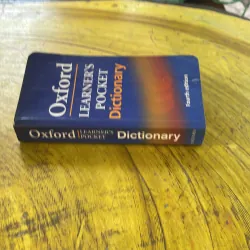 Oxford
LEARNER'S
POCKET
Dictionary
Fourth edition
Oxford LEARNER'S
POCKET Dictionary